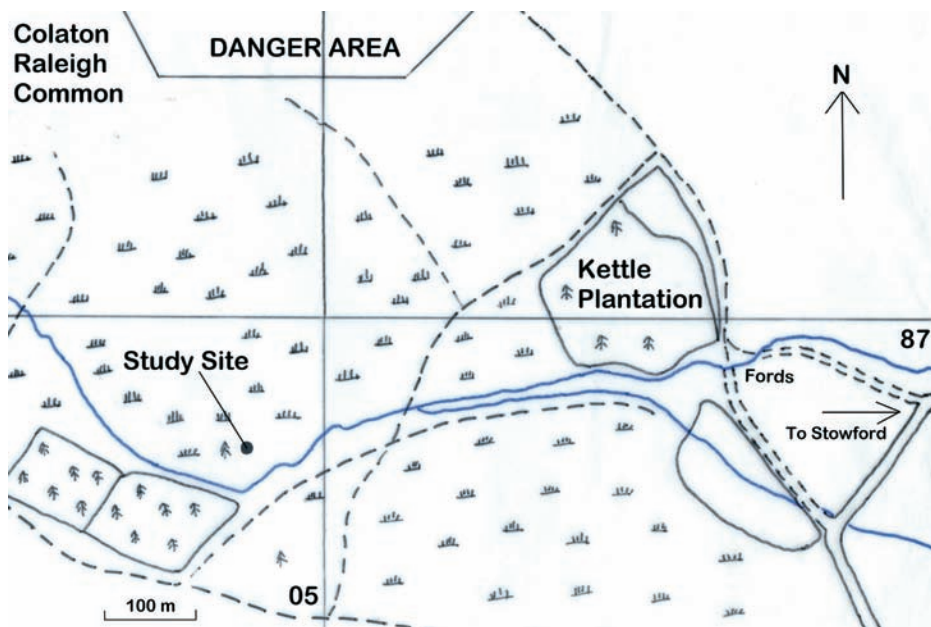 Colaton
Raleigh
Common
DANGER AREA
N
Kettle
Plantation
87
Study Site
Fords
To Stowford
05
100 m